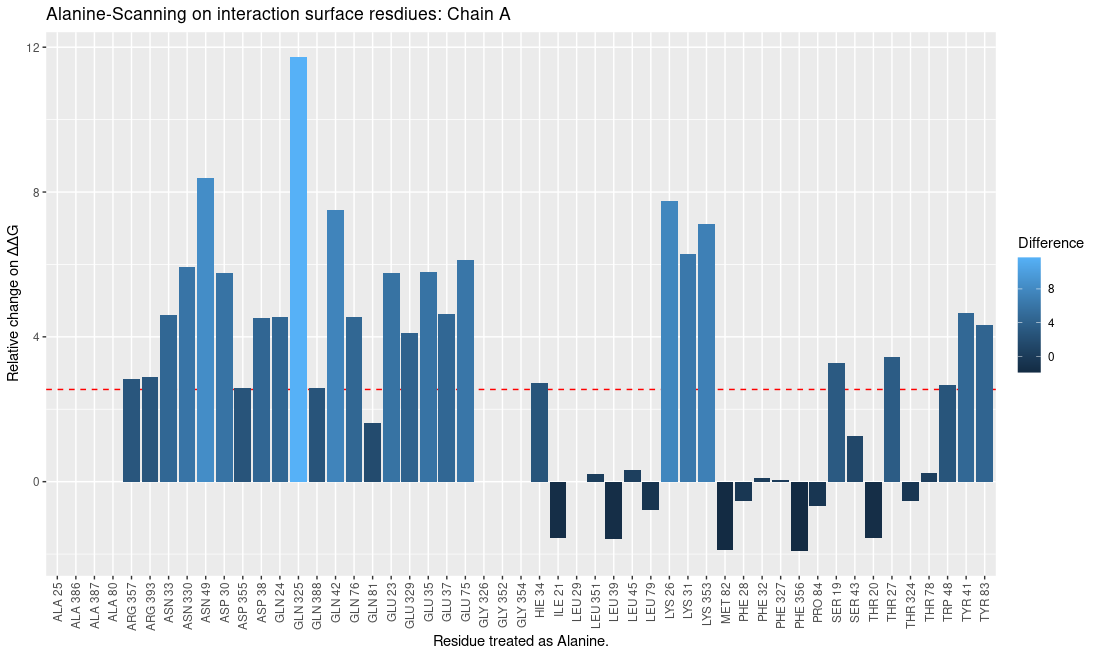 Alanine-Scanning on interaction surface resdiues: Chain A
12
8
4
0
Relative change on ΔΔG
ALA 25
ALA 386
ALA 387
ALA 80
ARG 357
ARG 393
ASN 33
ASN 330
ASN 49
ASP 30
ASP 355
ASP 38
GLN 24
GLN 325
GLN 388
GLN 42
GLN 76
GLN 81
GLU 23
GLU 329
GLU 35
GLU 37
GLU 75
GLY 326
GLY 352
GLY 354
HIE 34
ILE 21
LEU 29
LEU 351
LEU 39
LEU 45
LEU 79
LYS 26
LYS 31
LYS 353
MET 82
PHE 28
PHE 32
PHE 327
PHE 356
PRO 84
SER 19
SER 43
THR 20
THR 27
THR 324
THR 78
TRP 48
TYR 41
TYR 83
Residue treated as Alanine.
Difference
8
4
0